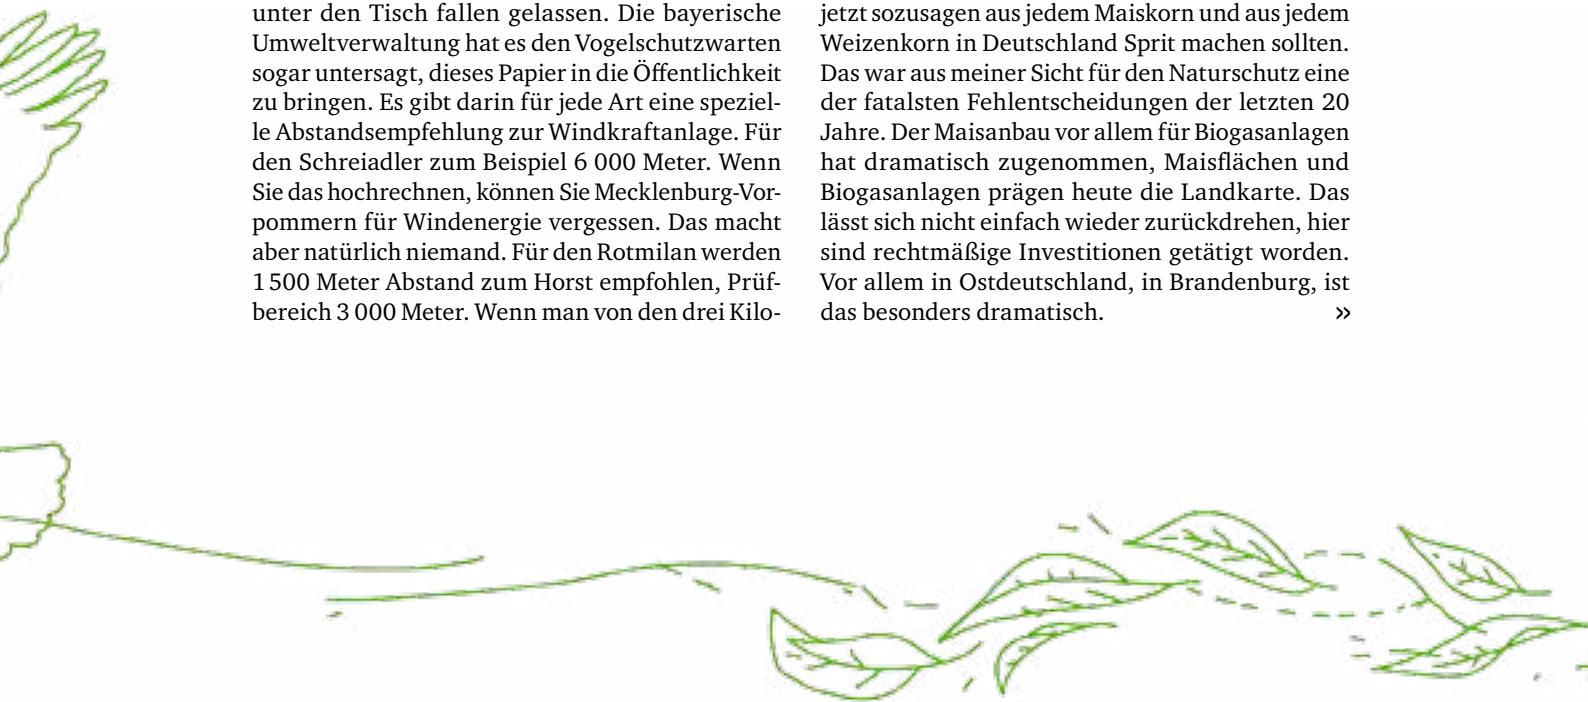 unter den Tisch fallen gelassen. Die bayerische
Umweltverwaltung hat es den Vogelschutzwarten
sogar untersagt, dieses Papier in die Öffentlichkeit
zu bringen. Es gibt darin für jede Art eine speziel-
le Abstandsempfehlung zur Windkraftanlage. Für
den Schreiadler zum Beispiel 6 000 Meter. Wenn
Sie das hochrechnen, können Sie Mecklenburg-Vor-
pommern für Windenergie vergessen. Das macht
aber natürlich niemand. Für den Rotmilan werden
1 500 Meter Abstand zum Horst empfohlen, Prüf-
bereich 3 000 Meter. Wenn man von den drei Kilo-
jetzt sozusagen aus jedem Maiskorn und aus jedem
Weizenkorn in Deutschland Sprit machen sollten.
Das war aus meiner Sicht für den Naturschutz eine
der fatalsten Fehlentscheidungen der letzten 20
Jahre. Der Maisanbau vor allem für Biogasanlagen
hat dramatisch zugenommen, Maisflächen und
Biogasanlagen prägen heute die Landkarte. Das
lässt sich nicht einfach wieder zurückdrehen, hier
sind rechtmäßige Investitionen getätigt worden.
Vor allem in Ostdeutschland, in Brandenburg, ist
das besonders dramatisch. »